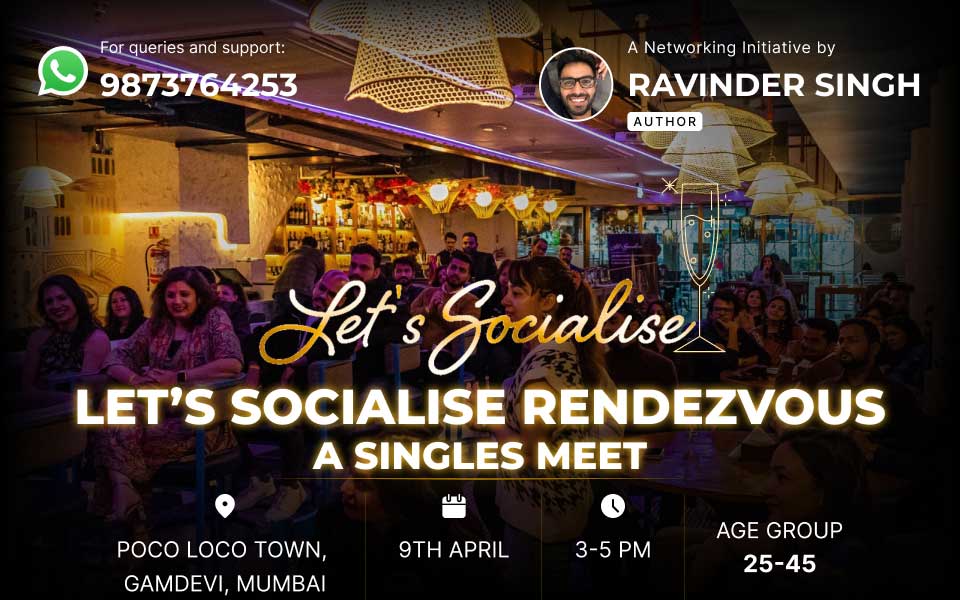 For queries and support:
9873764253
A Networking Initiative by
RAVINDER SINGH
AUTHOR
Let's Socialise
LET’S SOCIALISE RENDEZVOUS
A SINGLES MEET
POCO LOCO TOWN,
GAMDEVI, MUMBAI
9TH APRIL
3-5 PM
AGE GROUP
25-45